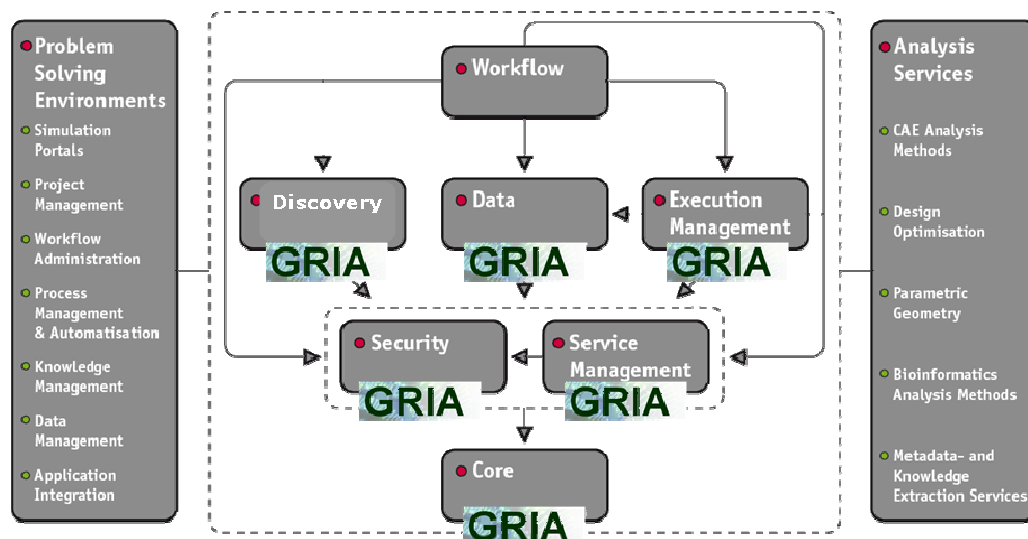 Problem
Solving
Environments
Simulation
Portals
Project
Management
Workflow
Administration
Process
Management
& Automatisation
Knowledge
Management
Data
Management
Application
Integration
Workflow
Discovery
GRIA
Data
GRIA
Execution
Management
GRIA
Security
GRIA
Service
Management
GRIA
Core
GRIA
Analysis
Services
CAE Analysis
Methods
Design
Optimisation
Parametric
Geometry
Bioinformatics
Analysis Methods
Metadata- and
Knowledge
Extraction Services